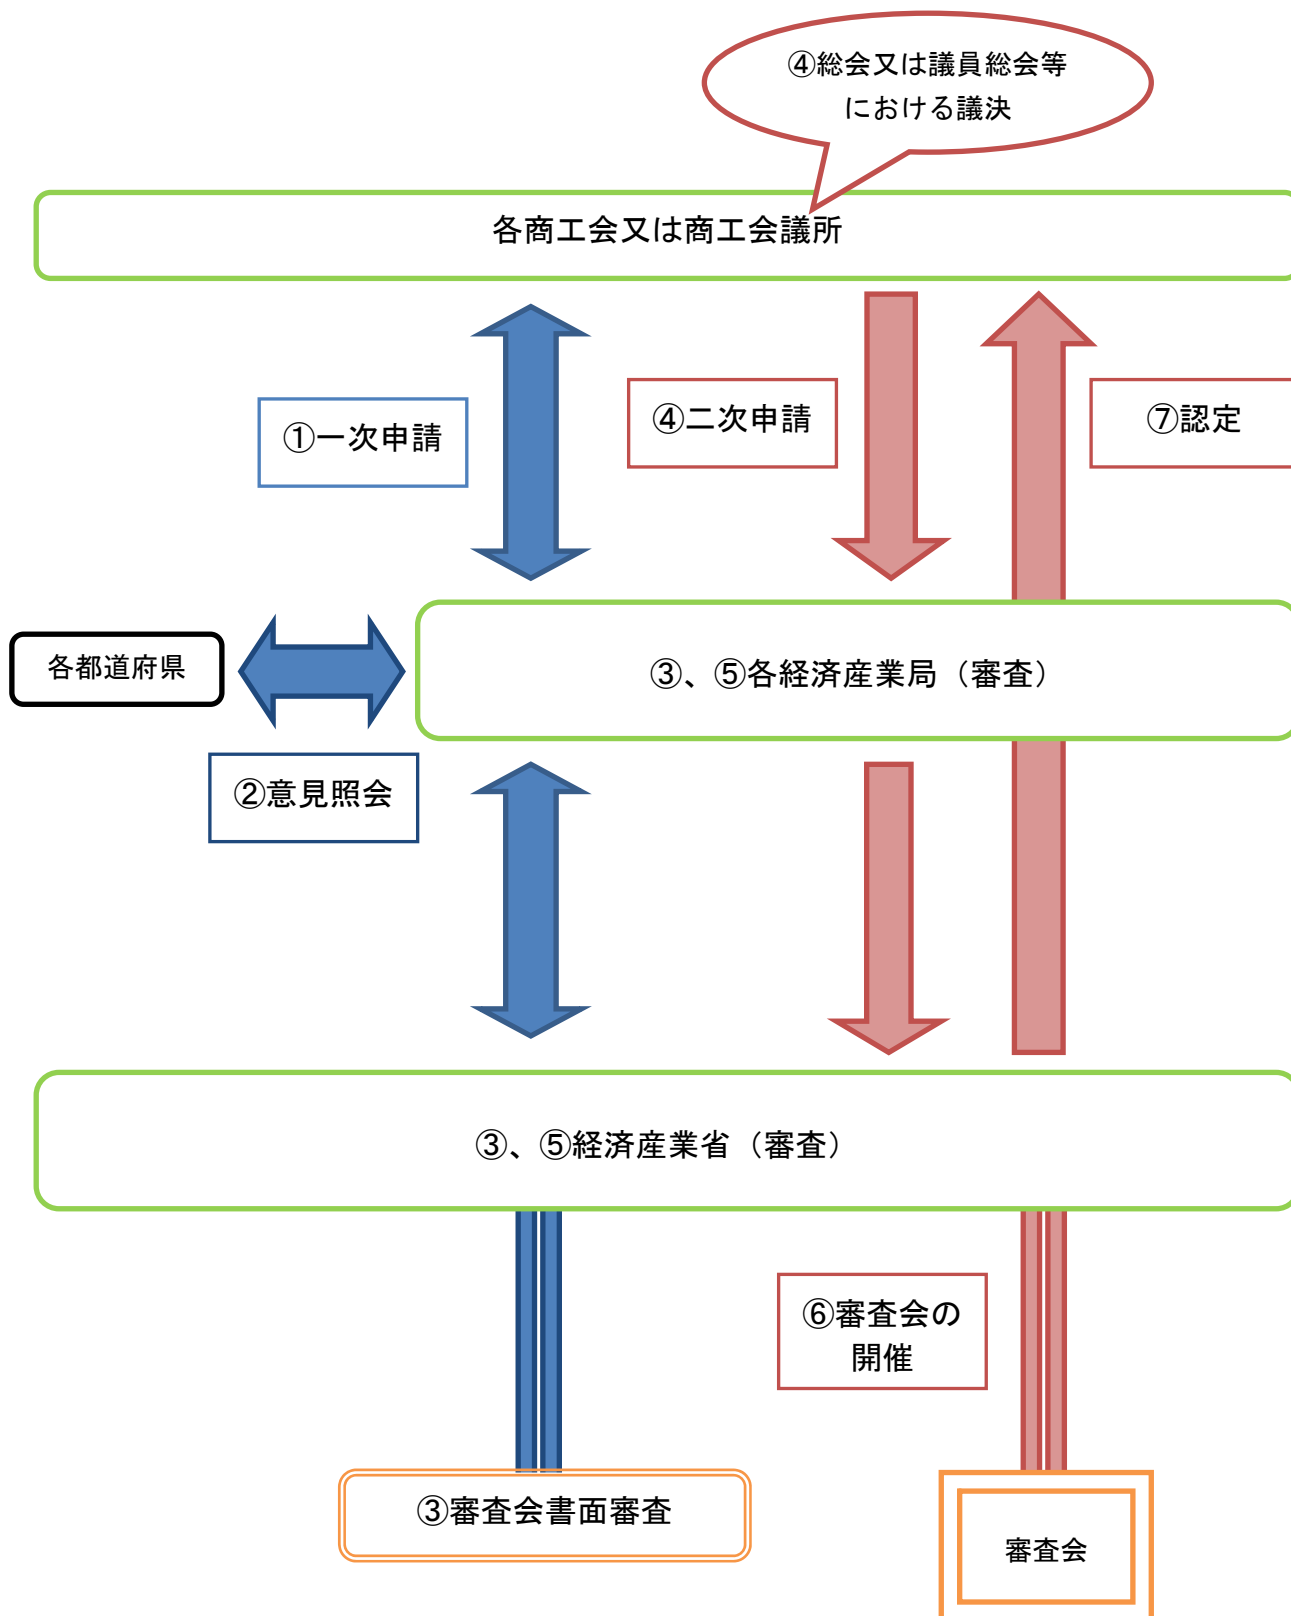 ④総会又は議員総会等
における議決
各商工会又は商工会議所
①一次申請
④二次申請
⑦認定
各都道府県
③、⑤各経済産業局（審査）
②意見照会
③、⑤経済産業省（審査）
⑥審査会の
開催
③審査会書面審査
審査会